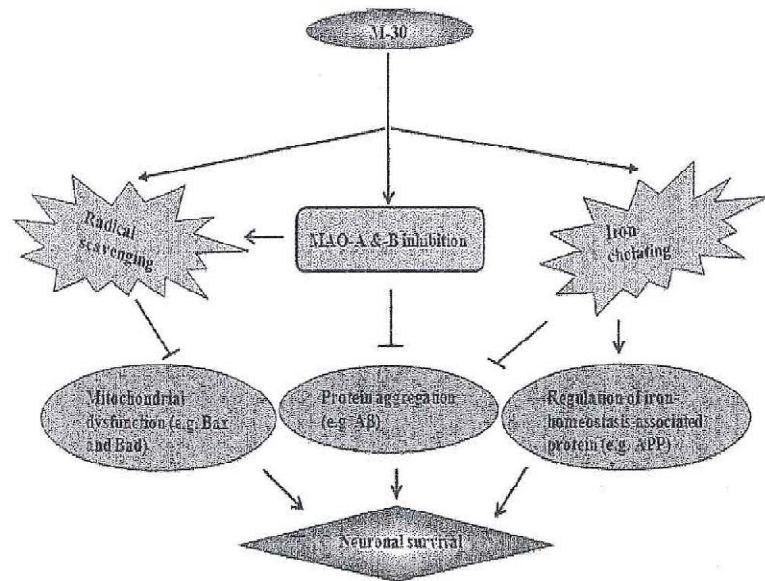 M-30
Radical
scavenging
MAO-A &-B inhibition
Iron
chelating
Mitochondrial
dysfunction (e.g. Bax
and Bad)
Protein aggregation
(e.g. Aβ)
Regulation of iron-
homeostasis-associated
protein (e.g. APP)
Neuronal survival